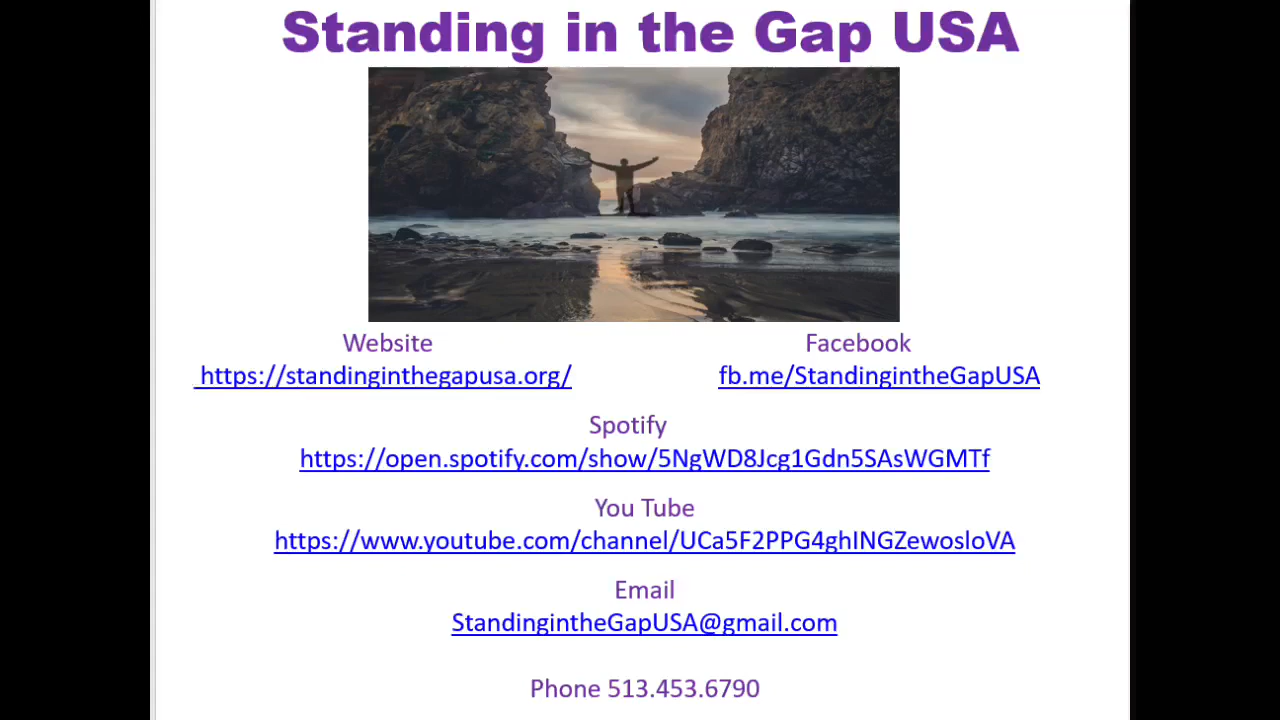 Standing in the Gap USA
Website
https://standinginthegapusa.org/
Facebook
fb.me/StandingintheGapUSA
Spotify
https://open.spotify.com/show/5NgWD8Jcg1Gdn5SAsWGMTf
You Tube
https://www.youtube.com/channel/UCa5F2PPG4ghINGZewosloVA
Email
StandingintheGapUSA@gmail.com
Phone 513.453.6790